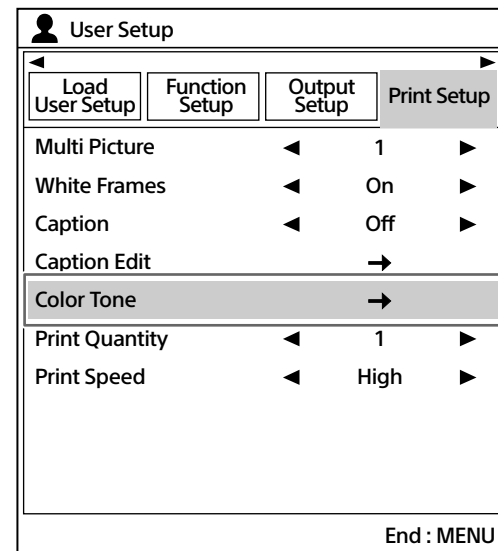 User Setup
Load User Setup Function Setup Output Setup Print Setup
Multi Picture ◀ 1 ▶
White Frames ◀ On ▶
Caption ◀ Off ▶
Caption Edit →
Color Tone →
Print Quantity ◀ 1 ▶
Print Speed ◀ High ▶
End : MENU